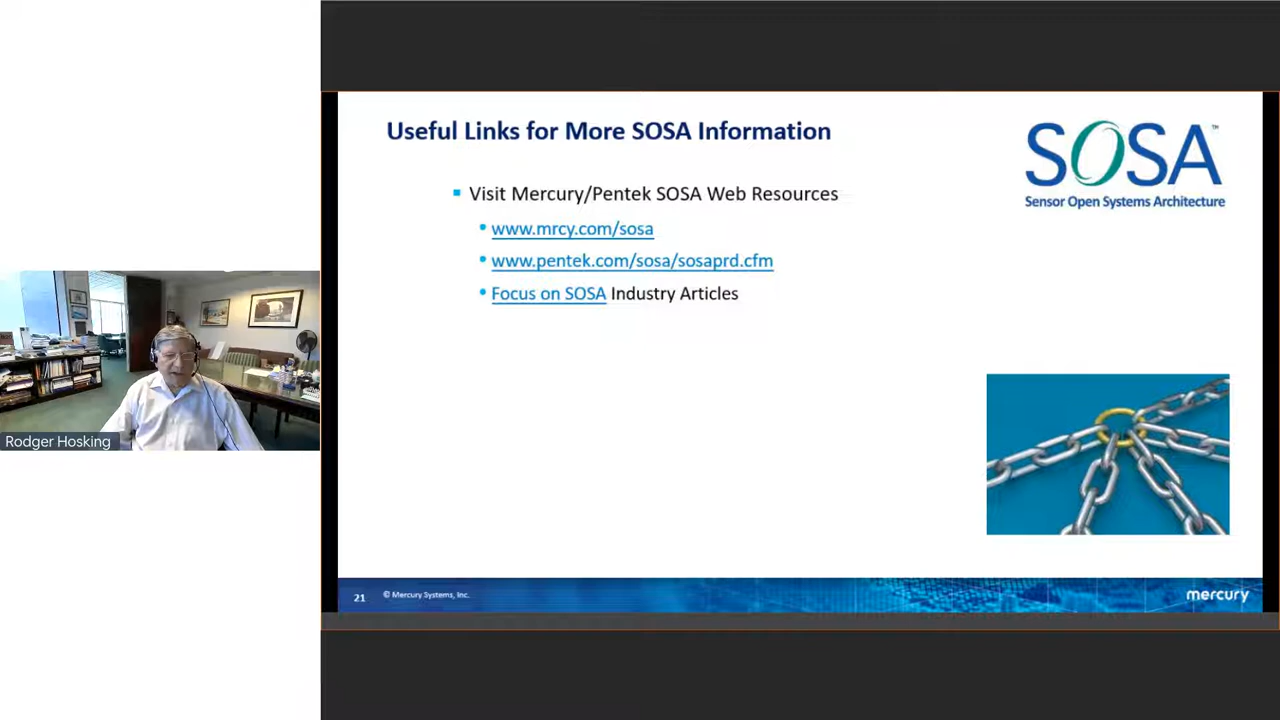 Useful Links for More SOSA Information
SOSA™
Sensor Open Systems Architecture
Visit Mercury/Pentek SOSA Web Resources
www.mrcy.com/sosa
www.pentek.com/sosa/sosaprd.cfm
Focus on SOSA Industry Articles
Rodger Hosking
21
© Mercury Systems, Inc.
mercury